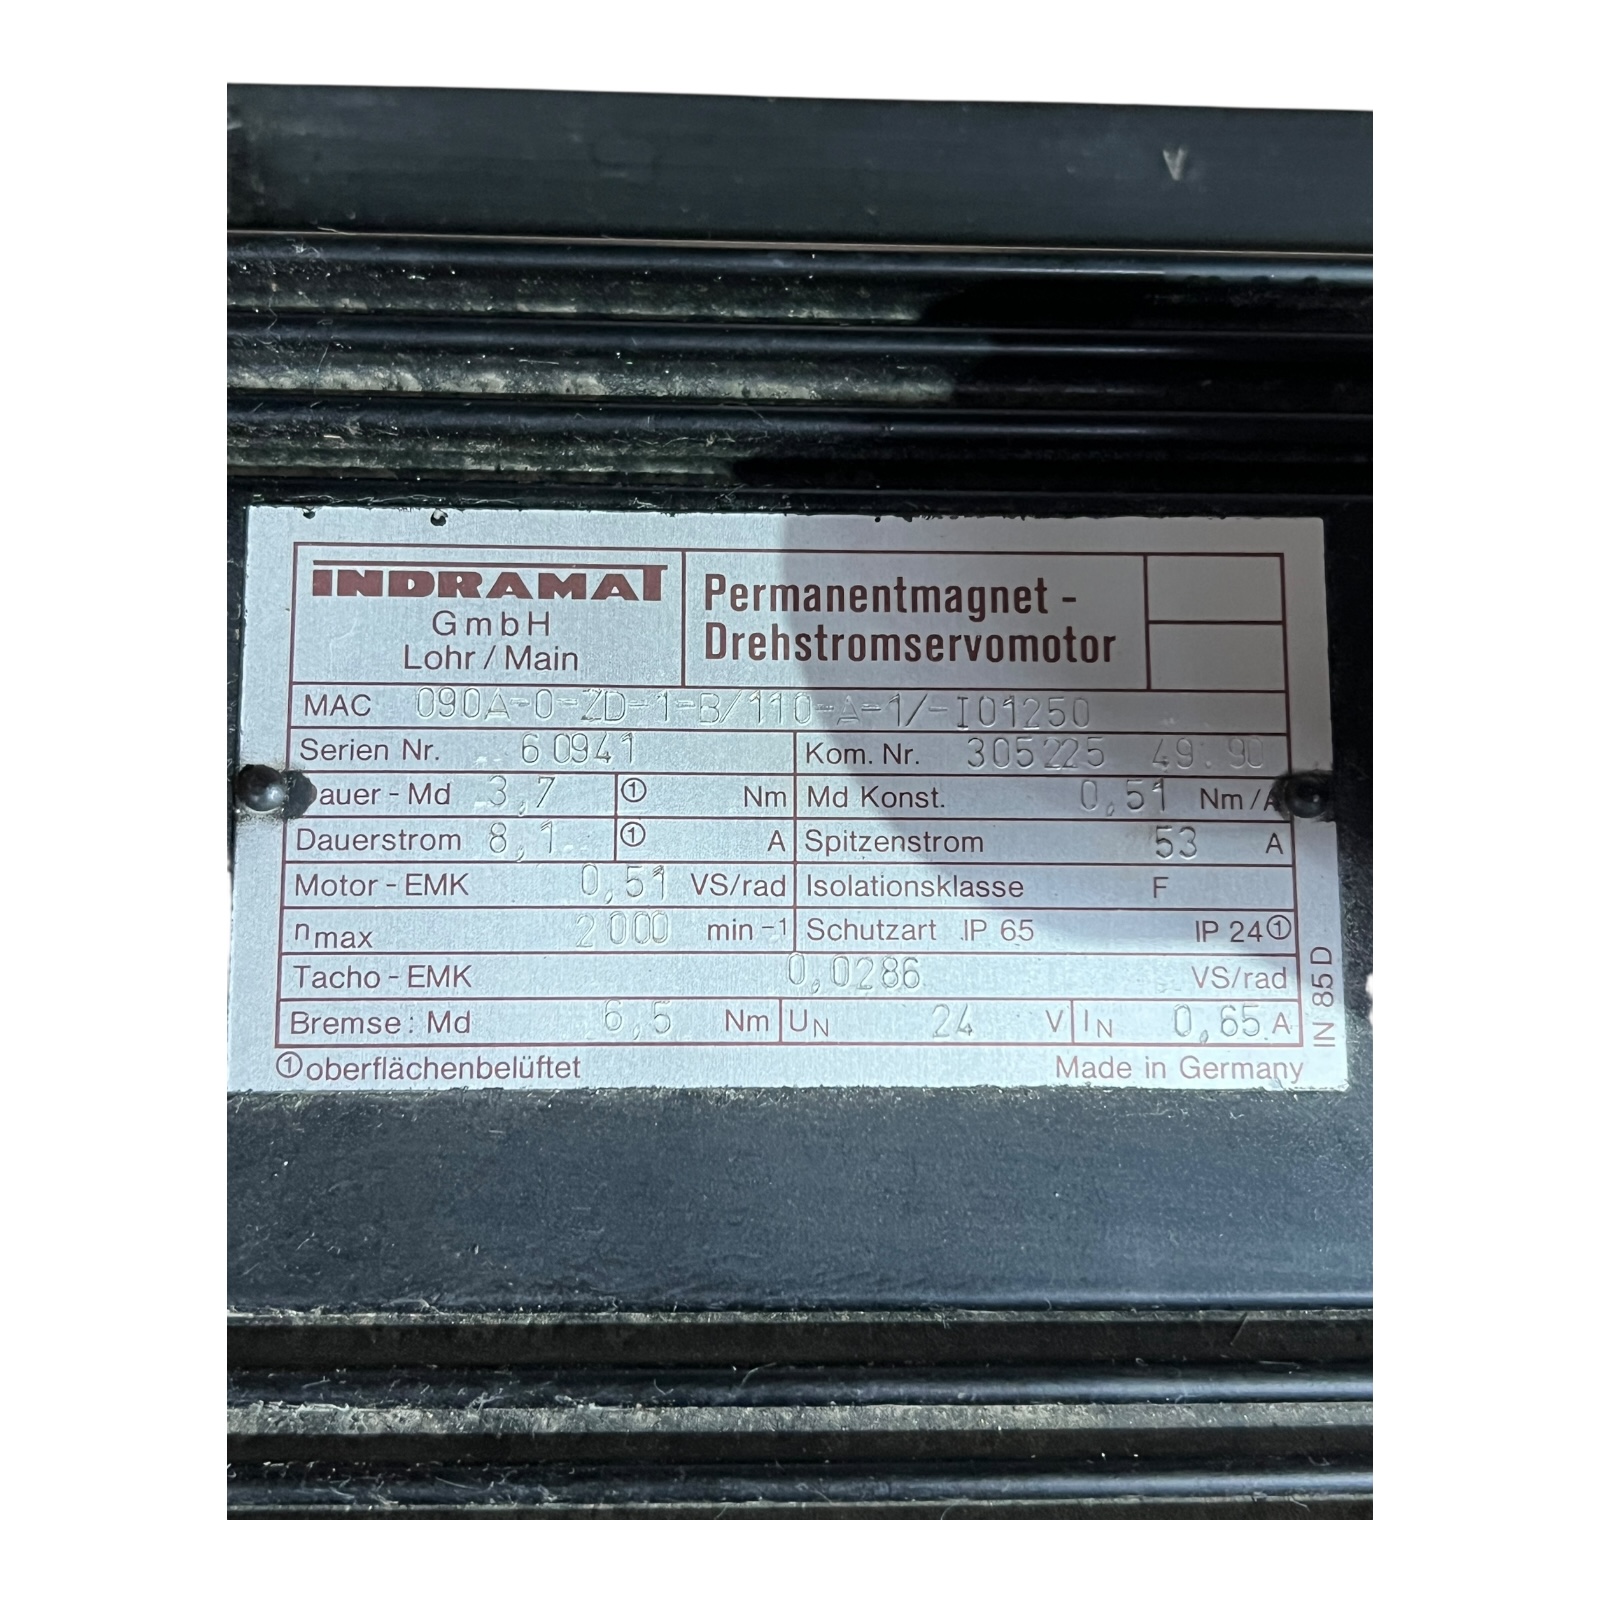 INDRAMAT
GmbH
Lohr / Main
Permanentmagnet -
Drehstromservomotor
MAC 090A-0-ZD-1-B/110-A-1/-I01250
Serien Nr. 60941 Kom. Nr. 305225 49.90
Dauer - Md 3,7 ① Nm Md Konst. 0,51 Nm/A
Dauerstrom 8,1 ① A Spitzenstrom 53 A
Motor - EMK 0,51 VS/rad Isolationsklasse F
nmax 2000 min -1 Schutzart IP 65 IP 24①
Tacho - EMK 0,0286 VS/rad
Bremse: Md 6,5 Nm UN 24 V IN 0,65 A
①oberflächenbelüftet Made in Germany
IN 85 D
V